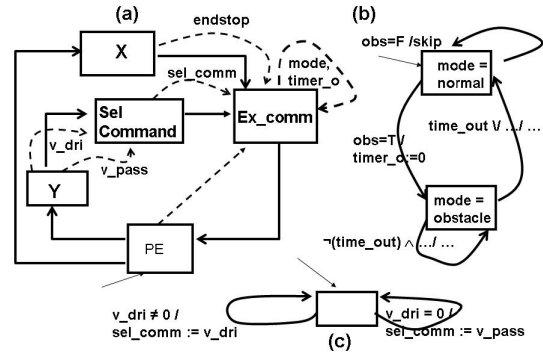 (a)
endstop
X
sel_comm
mode,
timer_o
Sel
Command
Ex_comm
v_dri
v_pass
Y
PE
(b)
obs=F /skip
mode =
normal
time_out \/ .../ ...
obs=T /
timer_o:=0
mode =
obstacle
¬(time_out) ∧ .../ ...
v_dri ≠ 0 /
sel_comm := v_dri
v_dri = 0 /
sel_comm := v_pass
(c)